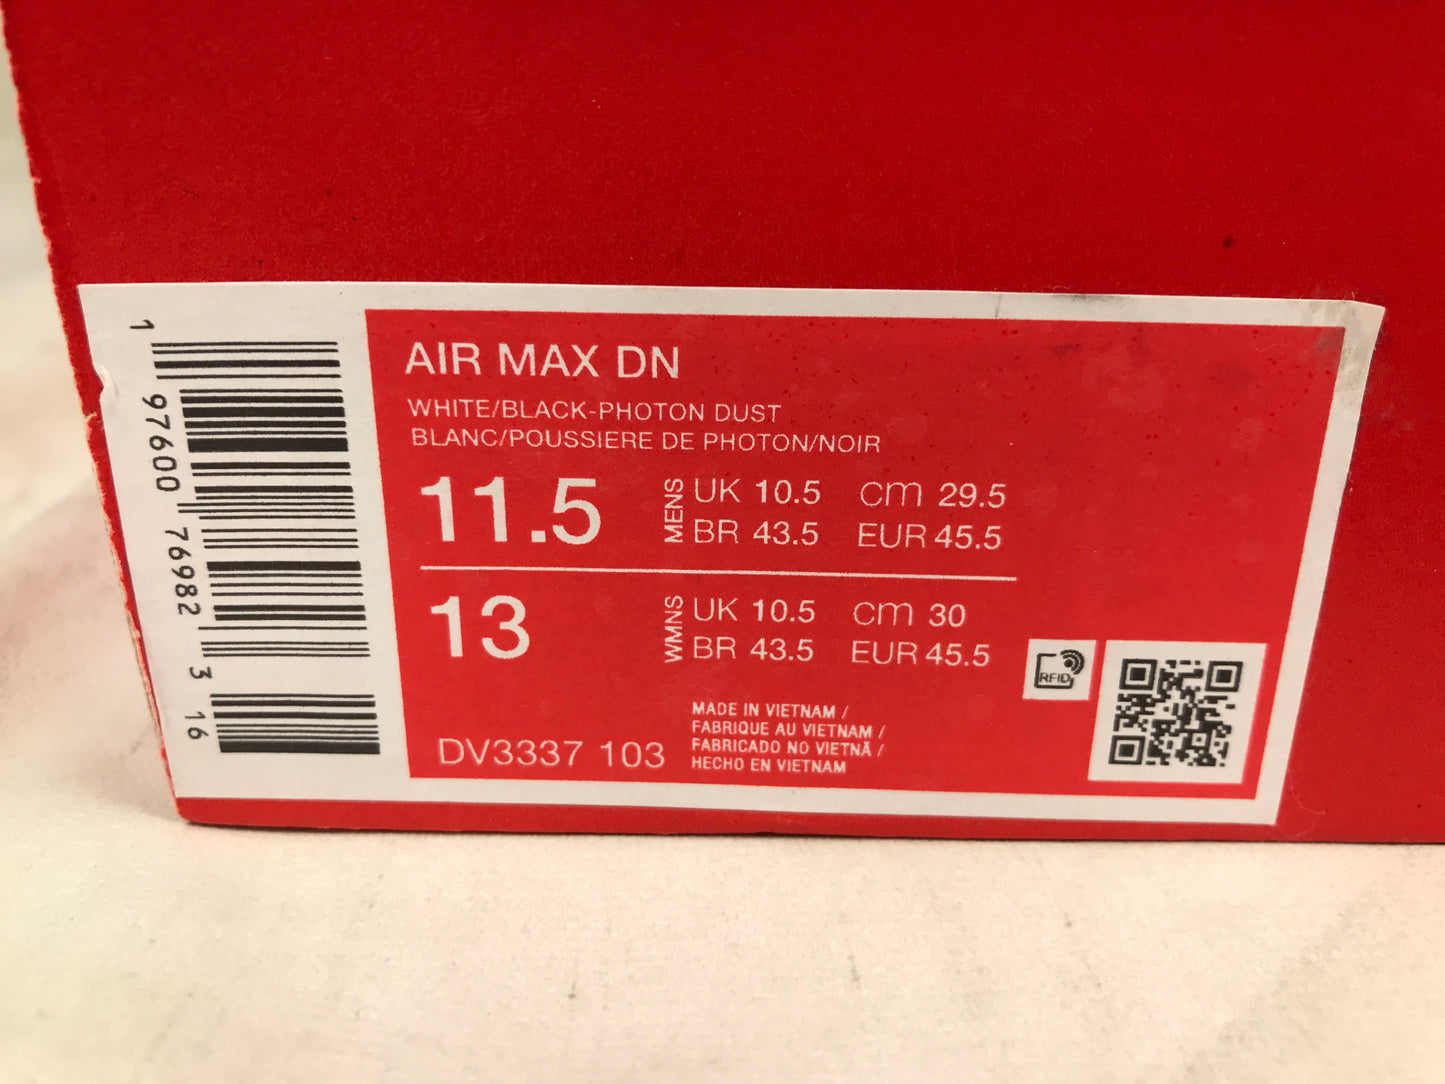 1 97600 76982 3 16
AIR MAX DN
WHITE/BLACK-PHOTON DUST
BLANC/POUSSIERE DE PHOTON/NOIR
11.5 MENS UK 10.5 cm 29.5
BR 43.5 EUR 45.5
13 WMNS UK 10.5 cm 30
BR 43.5 EUR 45.5
RFID
MADE IN VIETNAM /
FABRIQUE AU VIETNAM /
FABRICADO NO VIETNÃ /
HECHO EN VIETNAM
DV3337 103